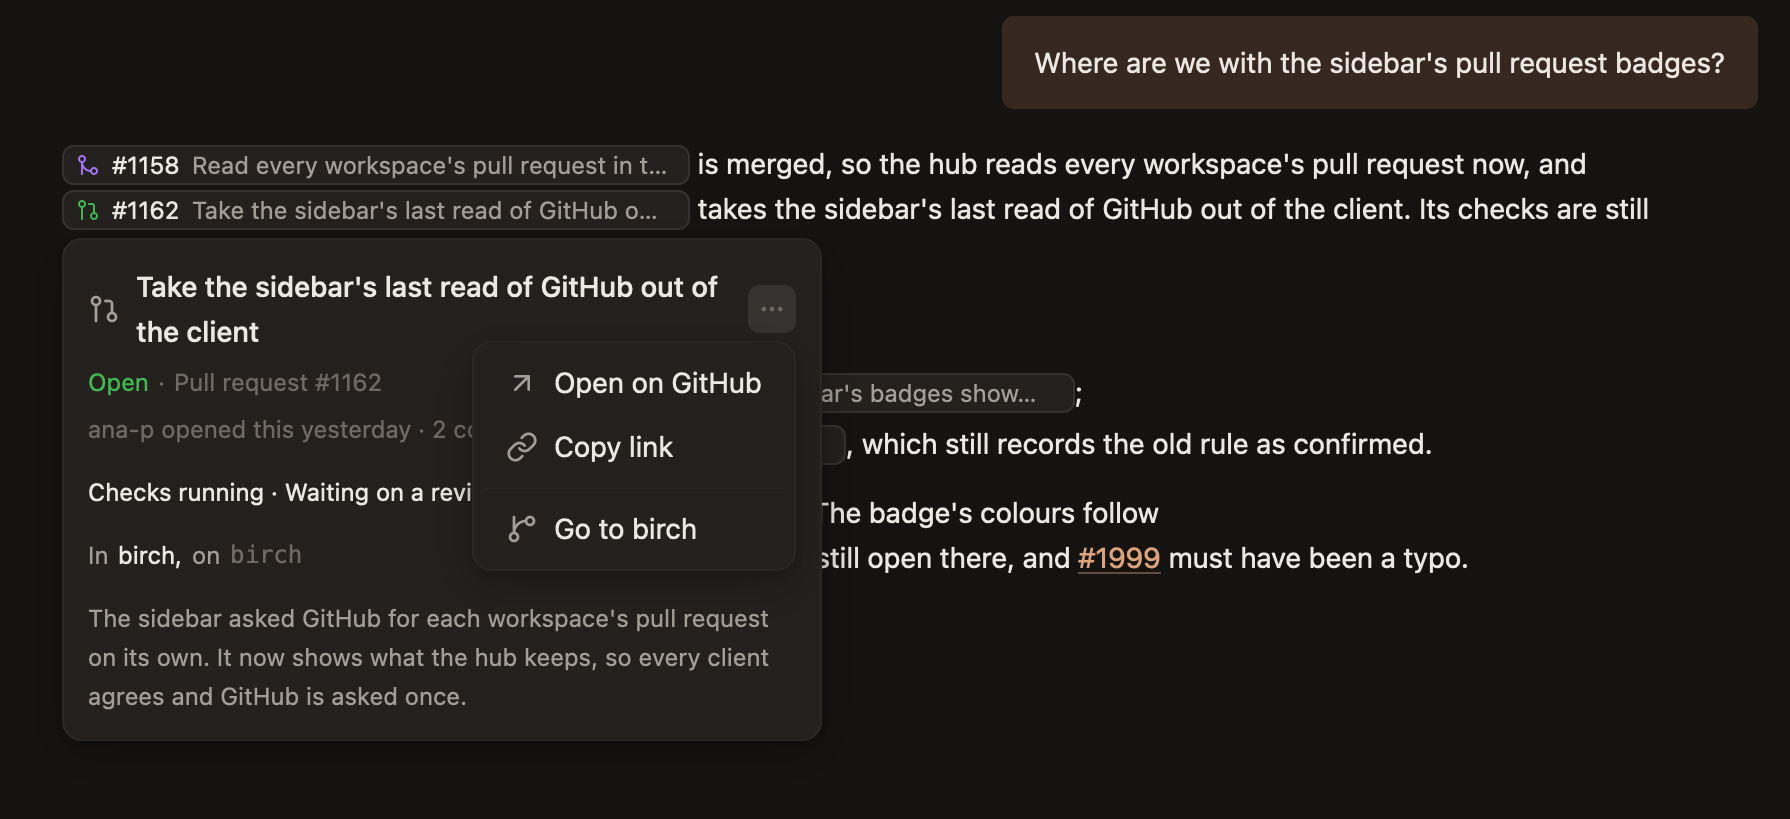 Where are we with the sidebar's pull request badges?
#1158 Read every workspace's pull request in t... is merged, so the hub reads every workspace's pull request now, and
#1162 Take the sidebar's last read of GitHub o... takes the sidebar's last read of GitHub out of the client. Its checks are still
Take the sidebar's last read of GitHub out of
the client
Open · Pull request #1162
ana-p opened this yesterday · 2
Checks running · Waiting on a
In birch, on birch
The sidebar asked GitHub for each workspace's pull request
on its own. It now shows what the hub keeps, so every client
agrees and GitHub is asked once.
Open on GitHub
Copy link
Go to birch
badges show... ;
, which still records the old rule as confirmed.
The badge's colours follow
still open there, and #1999 must have been a typo.